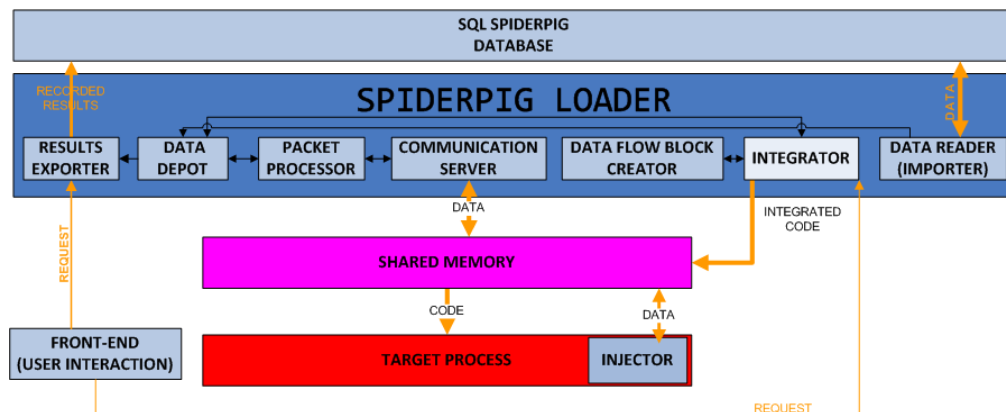 SQL SPIDERPIG
DATABASE
RECORDED
RESULTS
DATA
SPIDERPIG LOADER
RESULTS
EXPORTER
DATA
DEPOT
PACKET
PROCESSOR
COMMUNICATION
SERVER
DATA FLOW BLOCK
CREATOR
INTEGRATOR
DATA READER
(IMPORTER)
REQUEST
DATA
INTEGRATED
CODE
SHARED MEMORY
CODE
DATA
FRONT-END
(USER INTERACTION)
TARGET PROCESS
INJECTOR
REQUEST